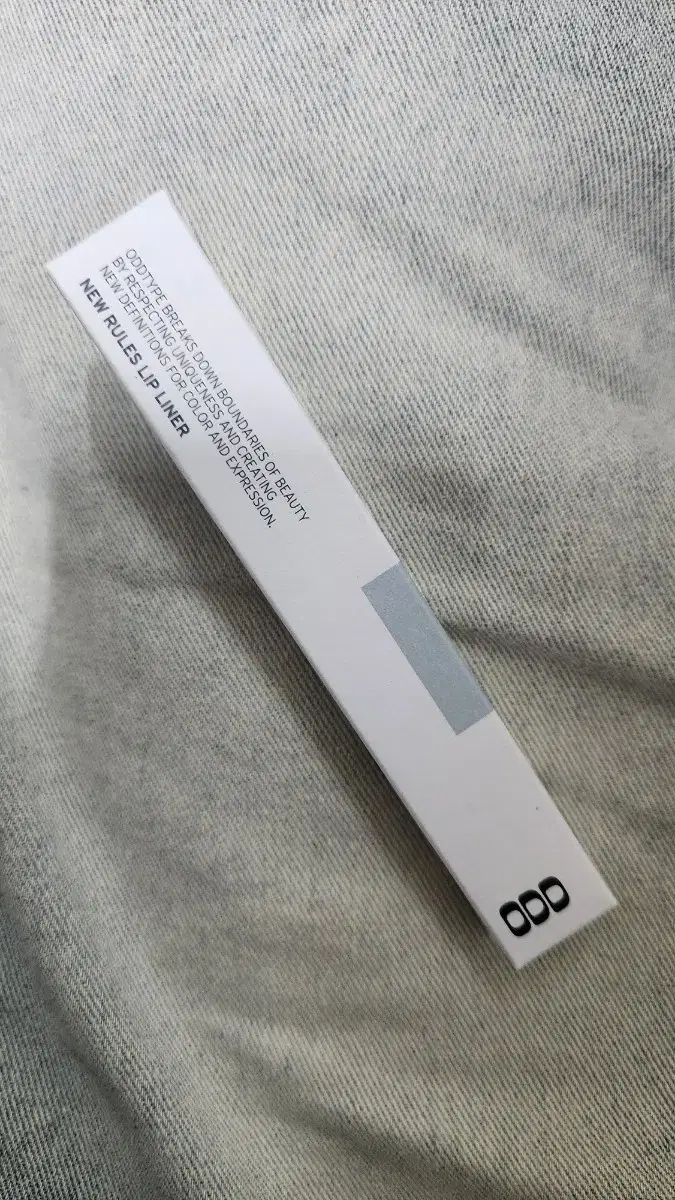 ODDTYPE BREAKS DOWN BOUNDARIES OF BEAUTY
BY RESPECTING UNIQUENESS AND CREATING
NEW DEFINITIONS FOR COLOR AND EXPRESSION.
NEW RULES LIP LINER
ODD